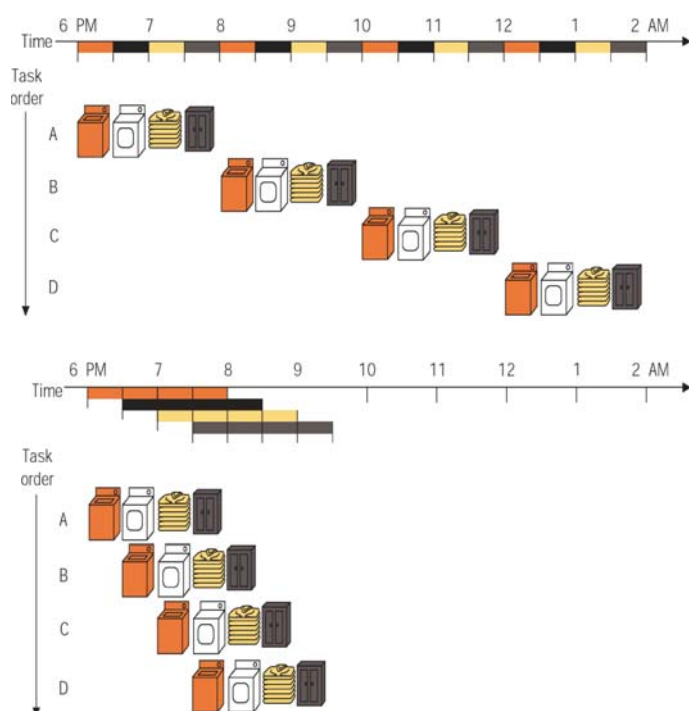 6 PM 7 8 9 10 11 12 1 2 AM
Time
Task
order
A
B
C
D
6 PM 7 8 9 10 11 12 1 2 AM
Time
Task
order
A
B
C
D